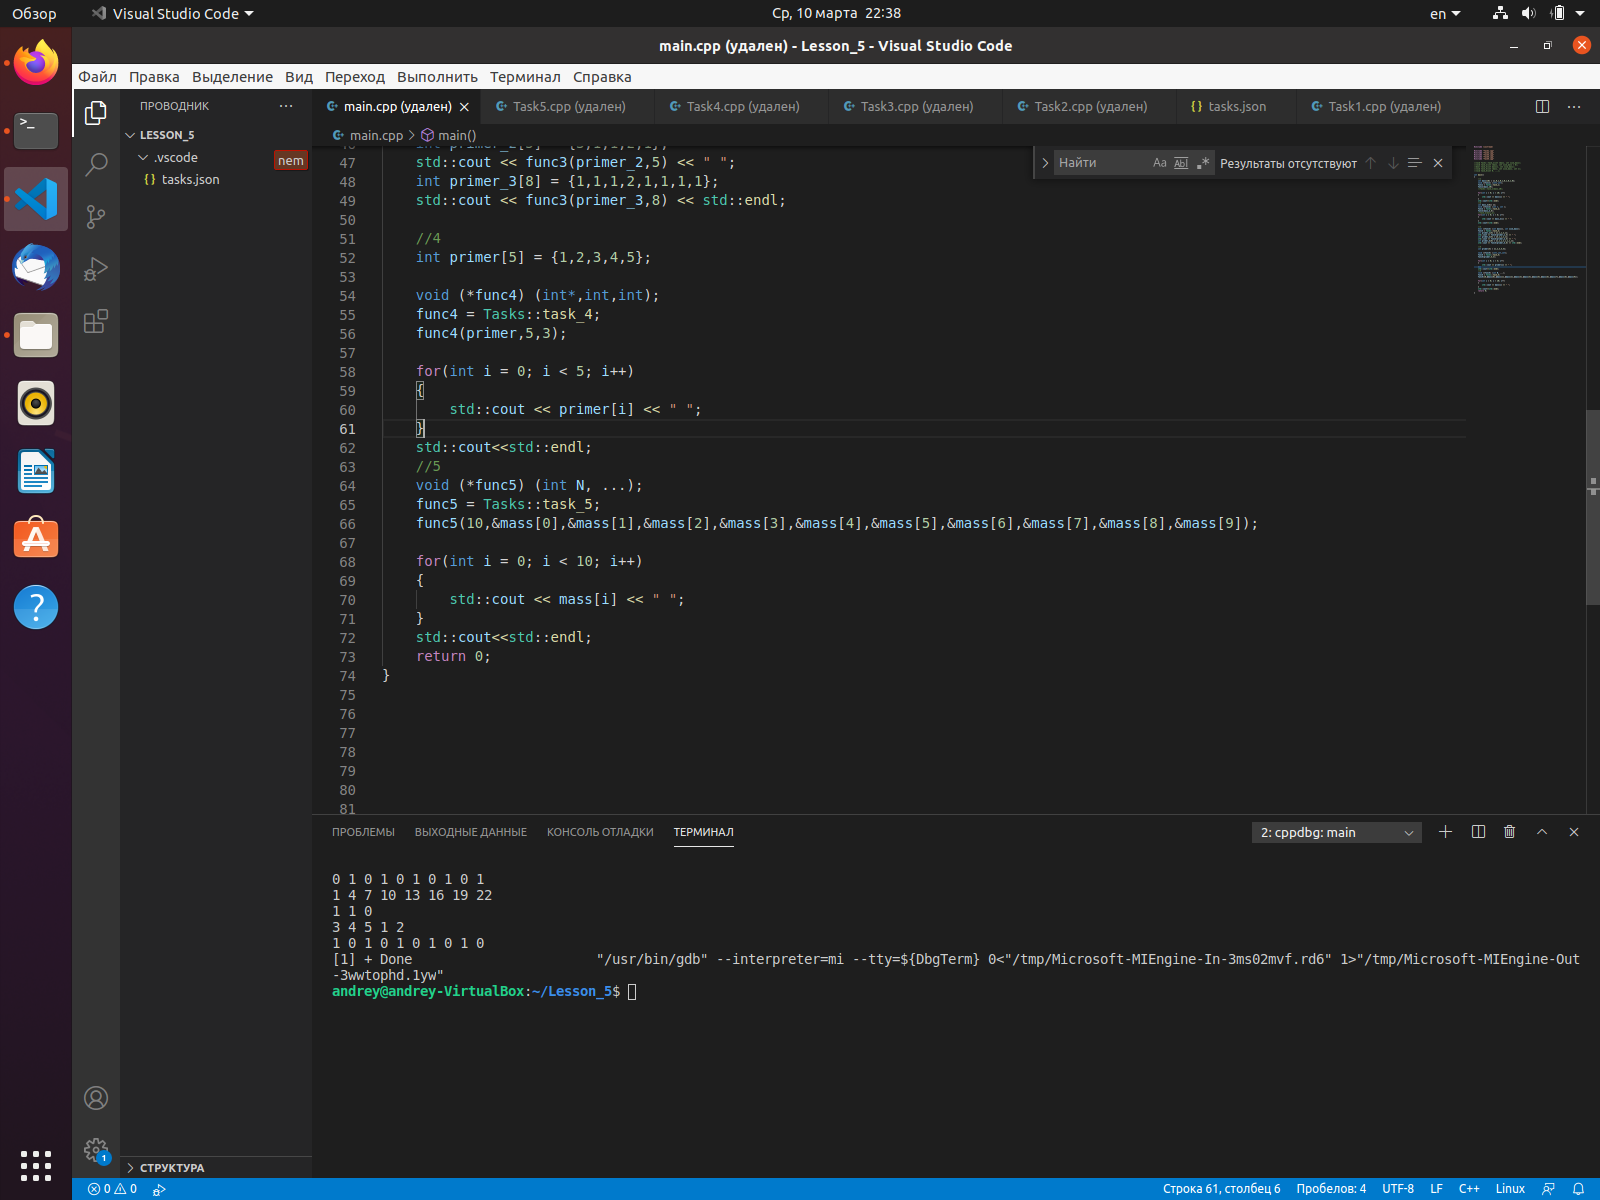 Обзор
Visual Studio Code
Ср, 10 марта 22:38
en
main.cpp (удален) - Lesson_5 - Visual Studio Code
Файл Правка Выделение Вид Переход Выполнить Терминал Справка
ПРОВОДНИК
main.cpp (удален) Task5.cpp (удален) Task4.cpp (удален) Task3.cpp (удален) Task2.cpp (удален) {} tasks.json Task1.cpp (удален)
LESSON_5
.vscode
nem
{} tasks.json
main.cpp > main()
Найти
Aa Abl .*
Результаты отсутствуют
47 std::cout << func3(primer_2,5) << " ";
48 int primer_3[8] = {1,1,1,2,1,1,1,1};
49 std::cout << func3(primer_3,8) << std::endl;
50
51 //4
52 int primer[5] = {1,2,3,4,5};
53
54 void (*func4) (int*,int,int);
55 func4 = Tasks::task_4;
56 func4(primer,5,3);
57
58 for(int i = 0; i < 5; i++)
59 {
60 std::cout << primer[i] << " ";
61 }
62 std::cout<<std::endl;
63 //5
64 void (*func5) (int N, ...);
65 func5 = Tasks::task_5;
66 func5(10,&mass[0],&mass[1],&mass[2],&mass[3],&mass[4],&mass[5],&mass[6],&mass[7],&mass[8],&mass[9]);
67
68 for(int i = 0; i < 10; i++)
69 {
70 std::cout << mass[i] << " ";
71 }
72 std::cout<<std::endl;
73 return 0;
74 }
75
76
77
78
79
80
81
ПРОБЛЕМЫ ВЫХОДНЫЕ ДАННЫЕ КОНСОЛЬ ОТЛАДКИ ТЕРМИНАЛ
2: cppdbg: main
0 1 0 1 0 1 0 1 0 1
1 4 7 10 13 16 19 22
1 1 0
3 4 5 1 2
1 0 1 0 1 0 1 0 1 0
[1] + Done "/usr/bin/gdb" --interpreter=mi --tty=${DbgTerm} 0<"/tmp/Microsoft-MIEngine-In-3ms02mvf.rd6" 1>"/tmp/Microsoft-MIEngine-Out
-3wwtophd.1yw"
andrey@andrey-VirtualBox:~/Lesson_5$
1
СТРУКТУРА
0 0
Строка 61, столбец 6 Пробелов: 4 UTF-8 LF C++ Linux